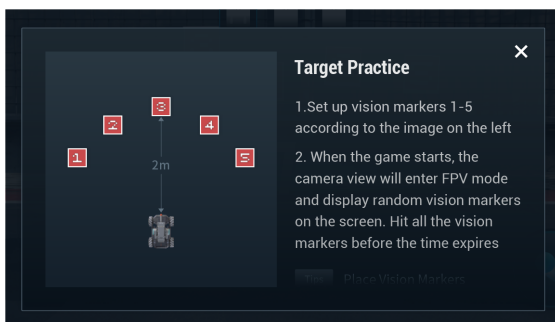 Target Practice
1.Set up vision markers 1-5
according to the image on the left
2. When the game starts, the
camera view will enter FPV mode
and display random vision markers
on the screen. Hit all the vision
markers before the time expires
Tips Place Vision Markers
3
2 4
1 5
2m